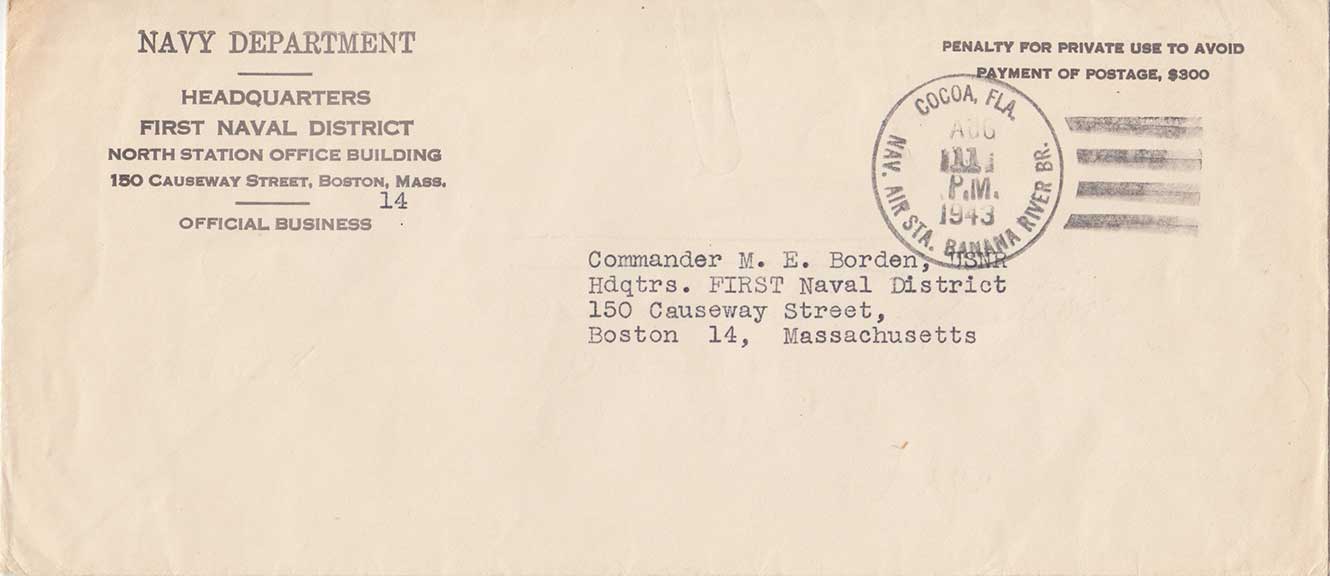 NAVY DEPARTMENT
HEADQUARTERS
FIRST NAVAL DISTRICT
NORTH STATION OFFICE BUILDING
150 CAUSEWAY STREET, BOSTON, MASS.
14
OFFICIAL BUSINESS
PENALTY FOR PRIVATE USE TO AVOID
PAYMENT OF POSTAGE, $300
COCOA, FLA.
AUG
11
P.M.
1943
NAV. AIR STA. BANANA RIVER BR.
Commander M. E. Borden, USNR
Hdqtrs. FIRST Naval District
150 Causeway Street,
Boston 14, Massachusetts